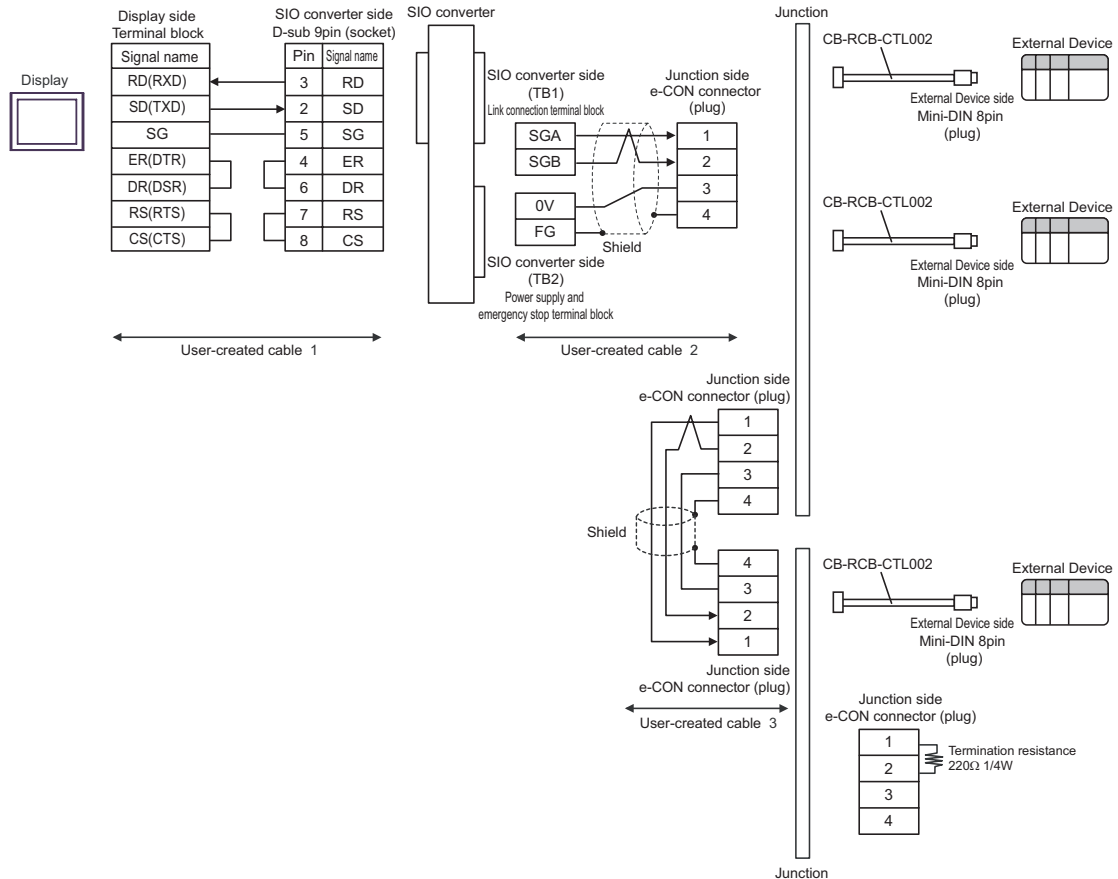 Display
Display side
Terminal block
Signal name
RD(RXD)
SD(TXD)
SG
ER(DTR)
DR(DSR)
RS(RTS)
CS(CTS)
SIO converter side
D-sub 9pin (socket)
Pin Signal name
3 RD
2 SD
5 SG
4 ER
6 DR
7 RS
8 CS
User-created cable 1
SIO converter
SIO converter side
(TB1)
Link connection terminal block
SGA
SGB
0V
FG
Shield
SIO converter side
(TB2)
Power supply and
emergency stop terminal block
Junction side
e-CON connector
(plug)
1
2
3
4
User-created cable 2
Junction
CB-RCB-CTL002
External Device
External Device side
Mini-DIN 8pin
(plug)
CB-RCB-CTL002
External Device
External Device side
Mini-DIN 8pin
(plug)
Junction side
e-CON connector (plug)
1
2
3
4
Shield
4
3
2
1
Junction side
e-CON connector (plug)
User-created cable 3
CB-RCB-CTL002
External Device
External Device side
Mini-DIN 8pin
(plug)
Junction side
e-CON connector (plug)
1
2
3
4
Termination resistance
220Ω 1/4W
Junction